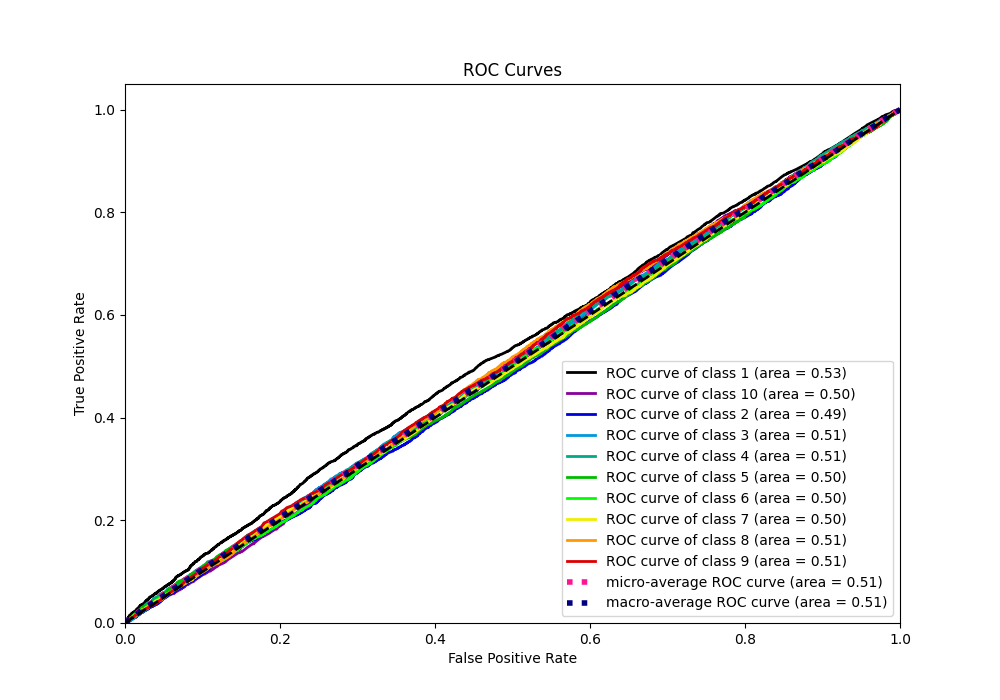 ROC Curves
True Positive Rate
1.0
0.8
0.6
0.4
0.2
0.0
ROC curve of class 1 (area = 0.53)
ROC curve of class 10 (area = 0.50)
ROC curve of class 2 (area = 0.49)
ROC curve of class 3 (area = 0.51)
ROC curve of class 4 (area = 0.51)
ROC curve of class 5 (area = 0.50)
ROC curve of class 6 (area = 0.50)
ROC curve of class 7 (area = 0.50)
ROC curve of class 8 (area = 0.51)
ROC curve of class 9 (area = 0.51)
micro-average ROC curve (area = 0.51)
macro-average ROC curve (area = 0.51)
0.0 0.2 0.4 0.6 0.8 1.0
False Positive Rate